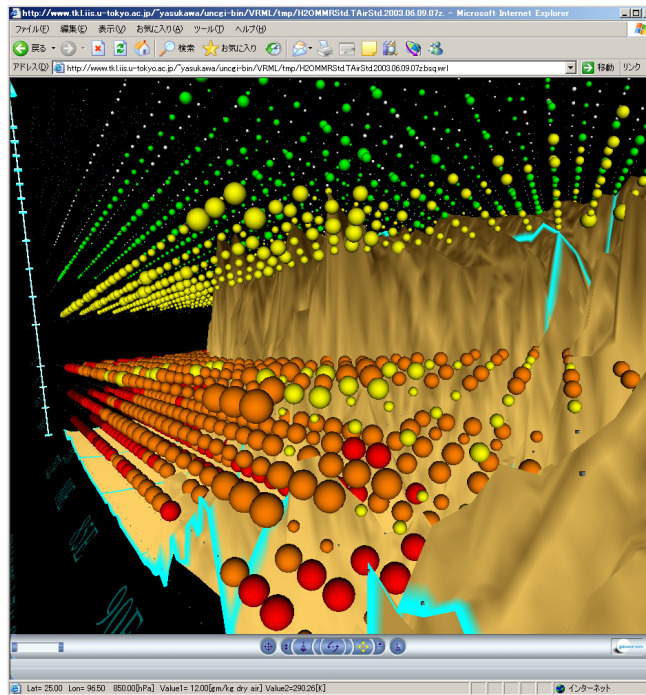 http://www.tkl.iis.u-tokyo.ac.jp/~yasukawa/uncgi-bin/VRML/tmp/H2OMMRStd.TAirStd.2003.06.09.07z. - Microsoft Internet Explorer
ファイル(F) 編集(E) 表示(V) お気に入り(A) ツール(T) ヘルプ(H)
戻る 検索 お気に入り
アドレス(D) http://www.tkl.iis.u-tokyo.ac.jp/~yasukawa/uncgi-bin/VRML/tmp/H2OMMRStd.TAirStd.2003.06.09.07z.bsq.wrl 移動 リンク
Lat= 25.00 Lon= 96.50 850.00[hPa] Value1= 12.00[gm/kg dry air] Value2=290.26[K] インターネット